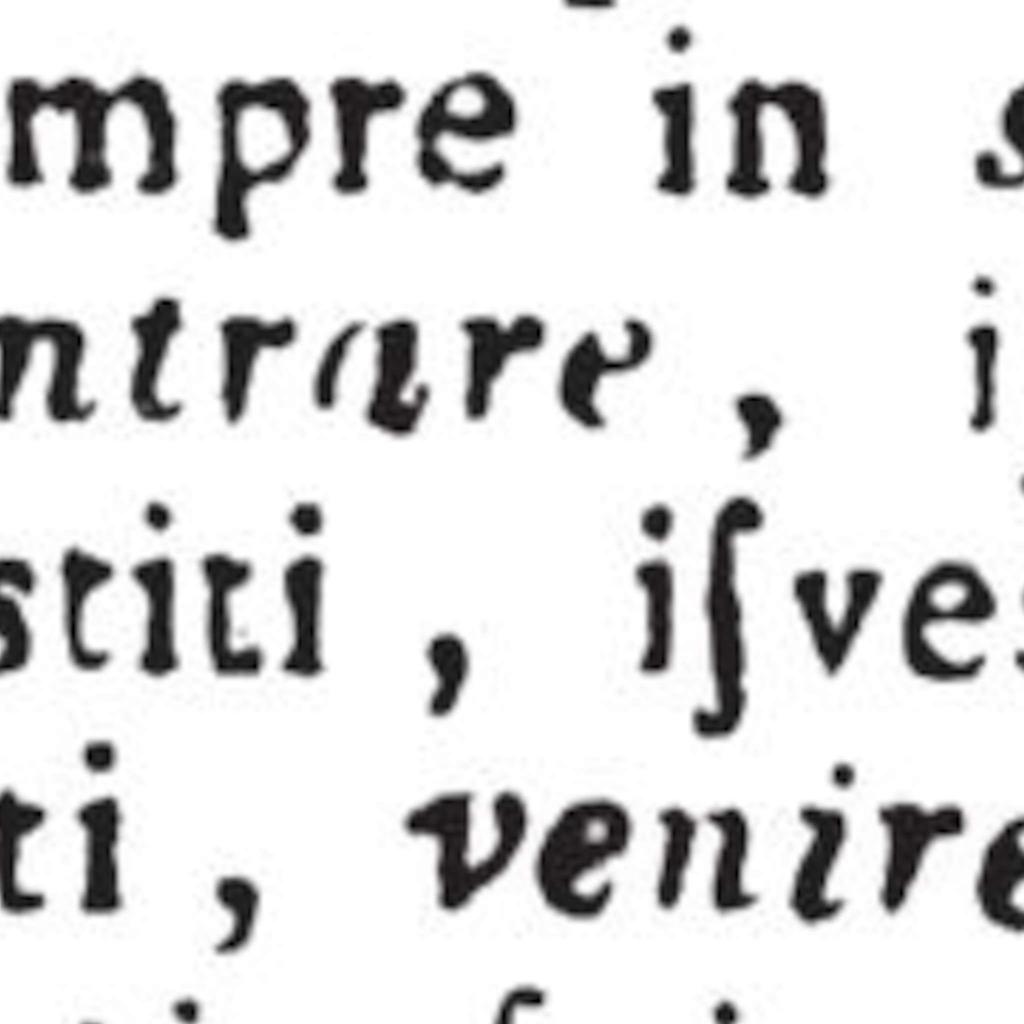 mpre in s
ntrare, i
stiti, iſves
ti, venire